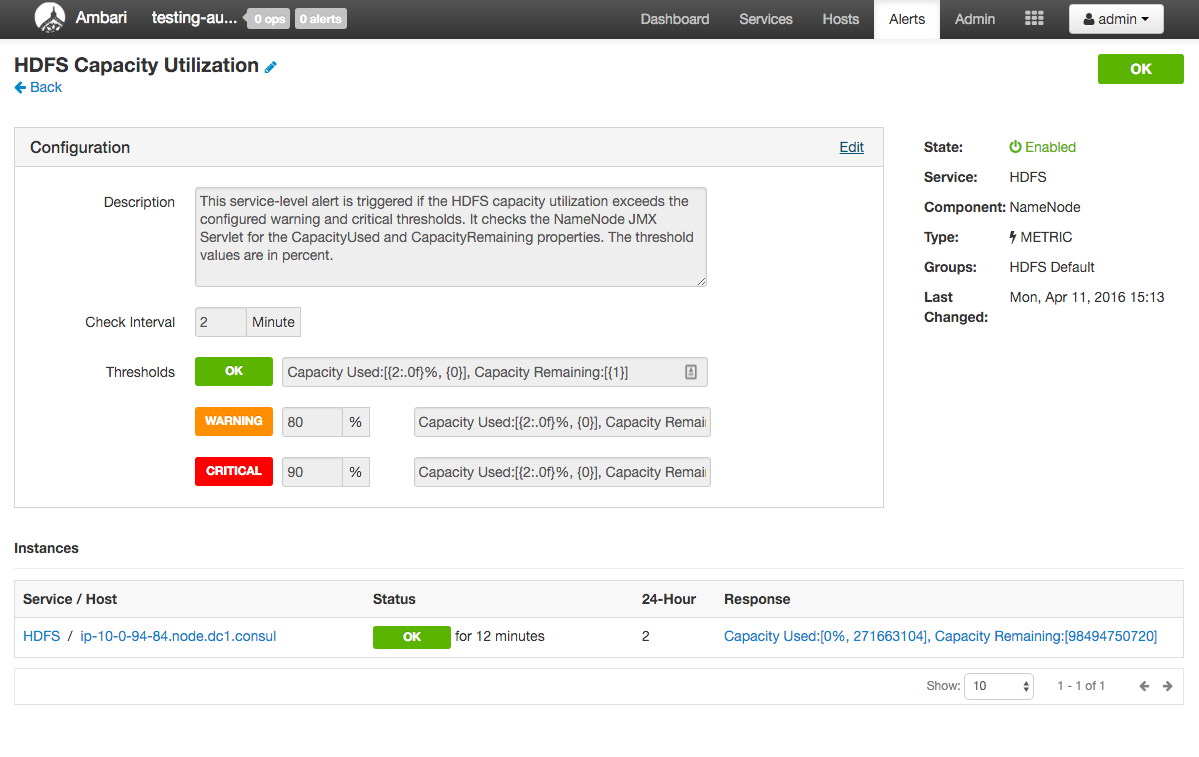 Ambari testing-au... 0 ops 0 alerts Dashboard Services Hosts Alerts Admin admin
HDFS Capacity Utilization OK
Back
Configuration Edit
Description
This service-level alert is triggered if the HDFS capacity utilization exceeds the
configured warning and critical thresholds. It checks the NameNode JMX
Servlet for the CapacityUsed and CapacityRemaining properties. The threshold
values are in percent.
Check Interval 2 Minute
Thresholds OK Capacity Used:[{2:.0f}%, {0}], Capacity Remaining:[{1}]
WARNING 80 % Capacity Used:[{2:.0f}%, {0}], Capacity Remai
CRITICAL 90 % Capacity Used:[{2:.0f}%, {0}], Capacity Remai
State: Enabled
Service: HDFS
Component: NameNode
Type: METRIC
Groups: HDFS Default
Last Mon, Apr 11, 2016 15:13
Changed:
Instances
Service / Host Status 24-Hour Response
HDFS / ip-10-0-94-84.node.dc1.consul OK for 12 minutes 2 Capacity Used:[0%, 271663104], Capacity Remaining:[98494750720]
Show: 10 1 - 1 of 1